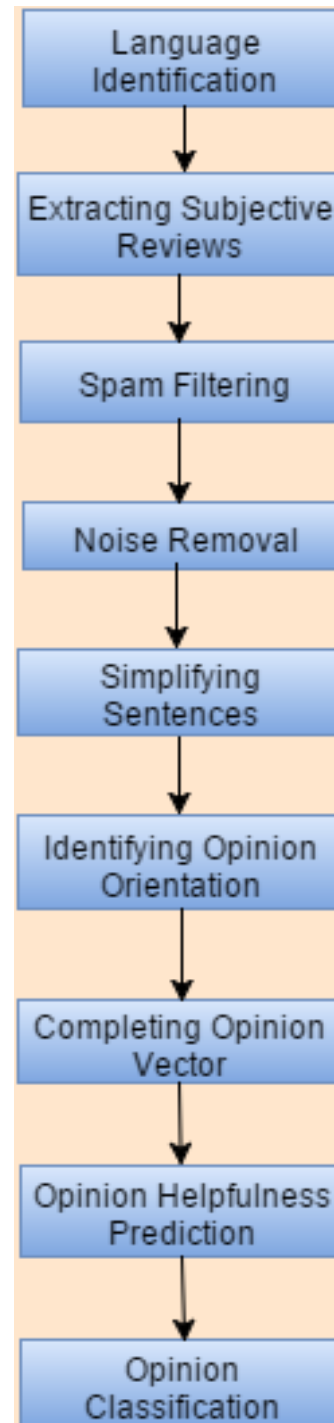 Language
Identification
Extracting Subjective
Reviews
Spam Filtering
Noise Removal
Simplifying
Sentences
Identifying Opinion
Orientation
Completing Opinion
Vector
Opinion Helpfulness
Prediction
Opinion
Classification